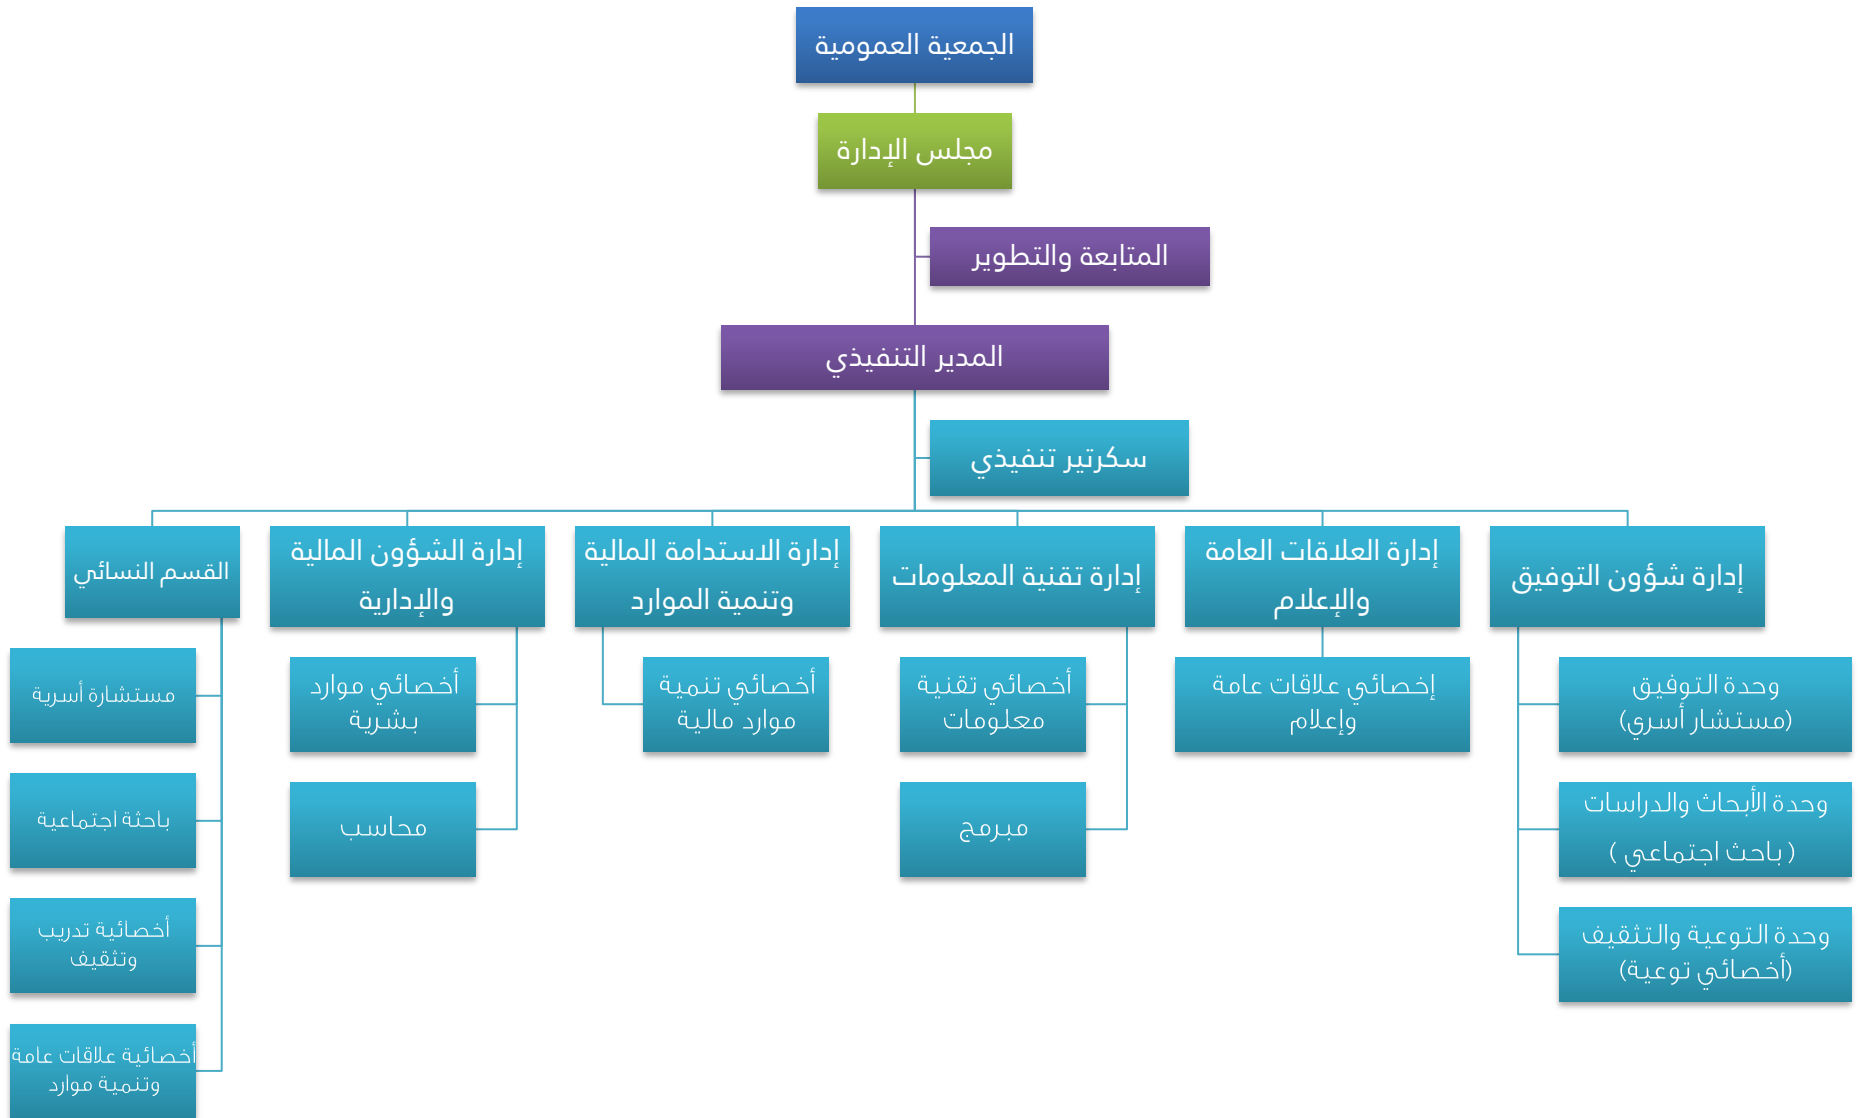 الجمعية العمومية
مجلس الإدارة
المتابعة والتطوير
المدير التنفيذي
سكرتير تنفيذي
إدارة شؤون التوفيق
وحدة التوفيق
(مستشار أسري)
وحدة الأبحاث والدراسات
( باحث اجتماعي )
وحدة التوعية والتثقيف
(أخصائي توعية)
إدارة العلاقات العامة
والإعلام
إخصائي علاقات عامة
وإعلام
إدارة تقنية المعلومات
أخصائي تقنية
معلومات
مبرمج
إدارة الاستدامة المالية
وتنمية الموارد
أخصائي تنمية
موارد مالية
إدارة الشؤون المالية
والإدارية
أخصائي موارد
بشرية
محاسب
القسم النسائي
مستشارة أسرية
باحثة اجتماعية
أخصائية تدريب
وتثقيف
أخصائية علاقات عامة
وتنمية موارد